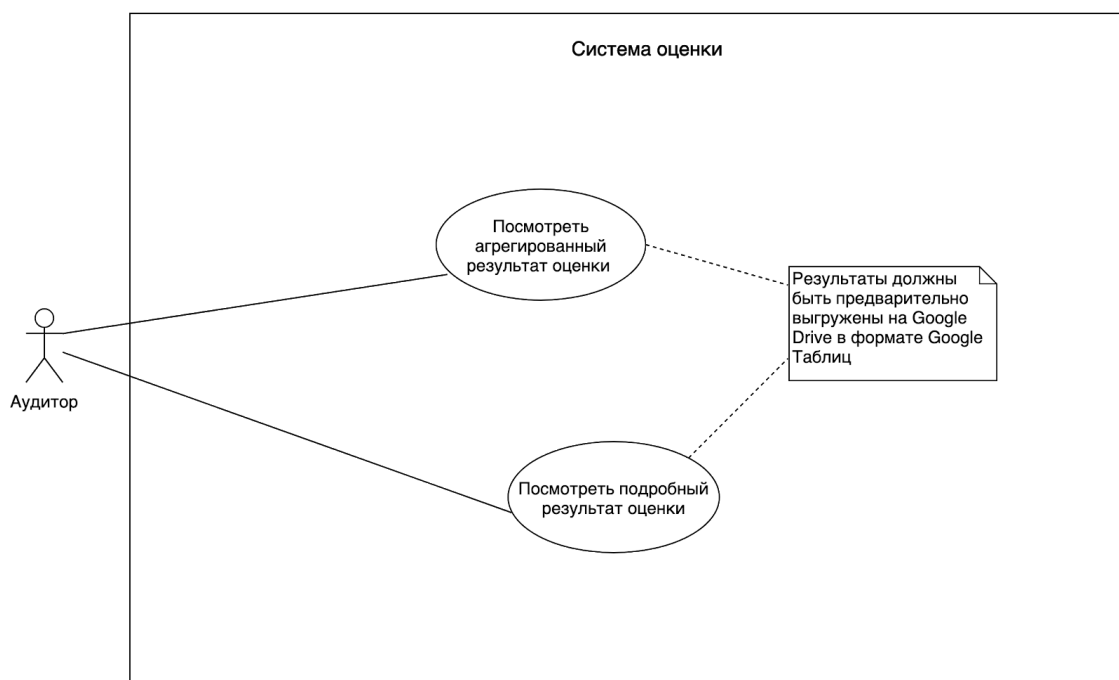 Система оценки
Посмотреть
агрегированный
результат оценки
Результаты должны
быть предварительно
выгружены на Google
Drive в формате Google
Таблиц
Аудитор
Посмотреть подробный
результат оценки